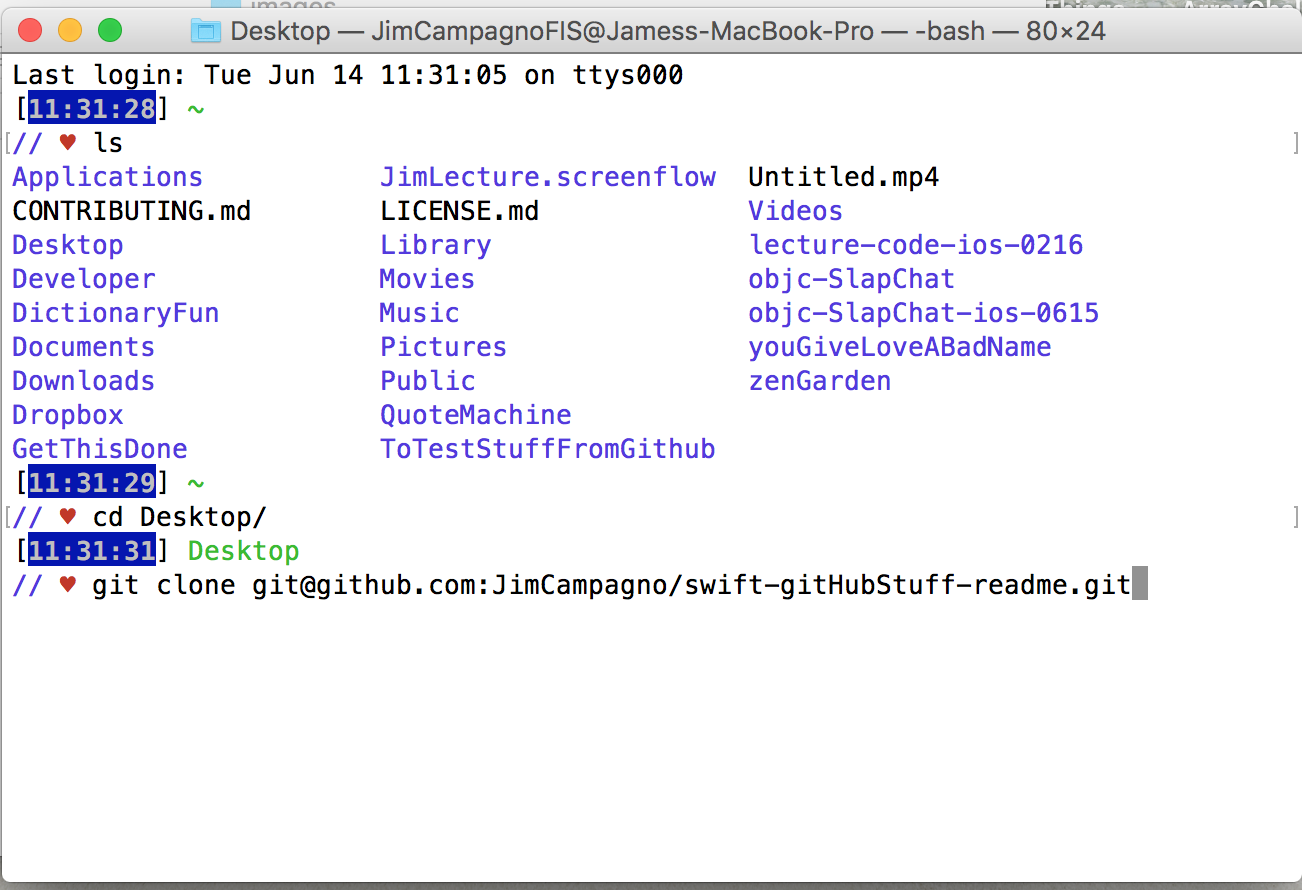 images
Things ArrayChal
Desktop — JimCampagnoFIS@Jamess-MacBook-Pro — -bash — 80×24
Last login: Tue Jun 14 11:31:05 on ttys000
[11:31:28] ~
[// ♥ ls ]
Applications JimLecture.screenflow Untitled.mp4
CONTRIBUTING.md LICENSE.md Videos
Desktop Library lecture-code-ios-0216
Developer Movies objc-SlapChat
DictionaryFun Music objc-SlapChat-ios-0615
Documents Pictures youGiveLoveABadName
Downloads Public zenGarden
Dropbox QuoteMachine
GetThisDone ToTestStuffFromGithub
[11:31:29] ~
[// ♥ cd Desktop/ ]
[11:31:31] Desktop
// ♥ git clone git@github.com:JimCampagno/swift-gitHubStuff-readme.git